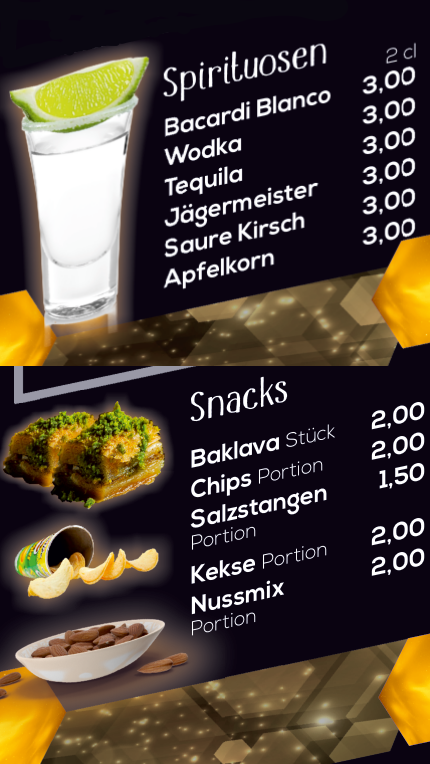 Spirituosen
2 cl
Bacardi Blanco 3,00
Wodka 3,00
Tequila 3,00
Jägermeister 3,00
Saure Kirsch 3,00
Apfelkorn 3,00
Snacks
Baklava Stück 2,00
Chips Portion 2,00
Salzstangen 1,50
Portion
Kekse Portion 2,00
Nussmix 2,00
Portion